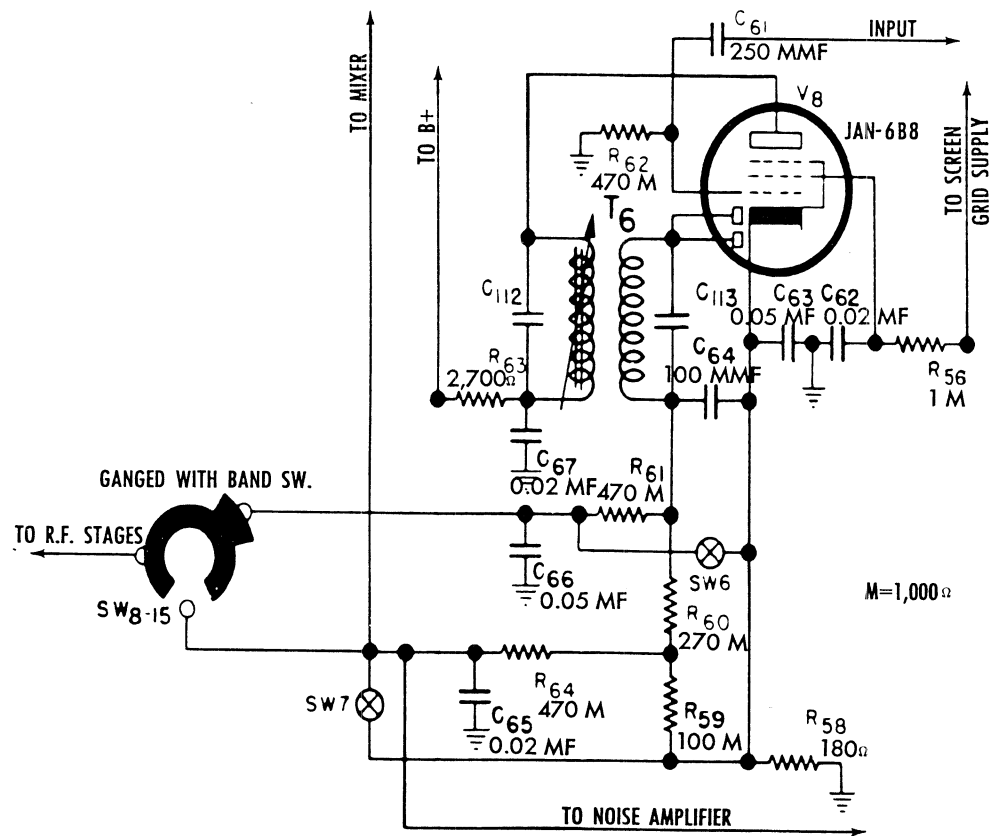 C61
250 MMF
INPUT
TO MIXER
TO B+
V8
JAN-6B8
TO SCREEN
GRID SUPPLY
R62
470 M
T6
C112
C113
C63
0.05 MF
C62
0.02 MF
R63
2,700Ω
C64
100 MMF
R56
1 M
C67
0.02 MF
R61
470 M
GANGED WITH BAND SW.
TO R.F. STAGES
SW8-15
C66
0.05 MF
SW6
M=1,000 Ω
R60
270 M
SW7
R64
470 M
C65
0.02 MF
R59
100 M
R58
180Ω
TO NOISE AMPLIFIER